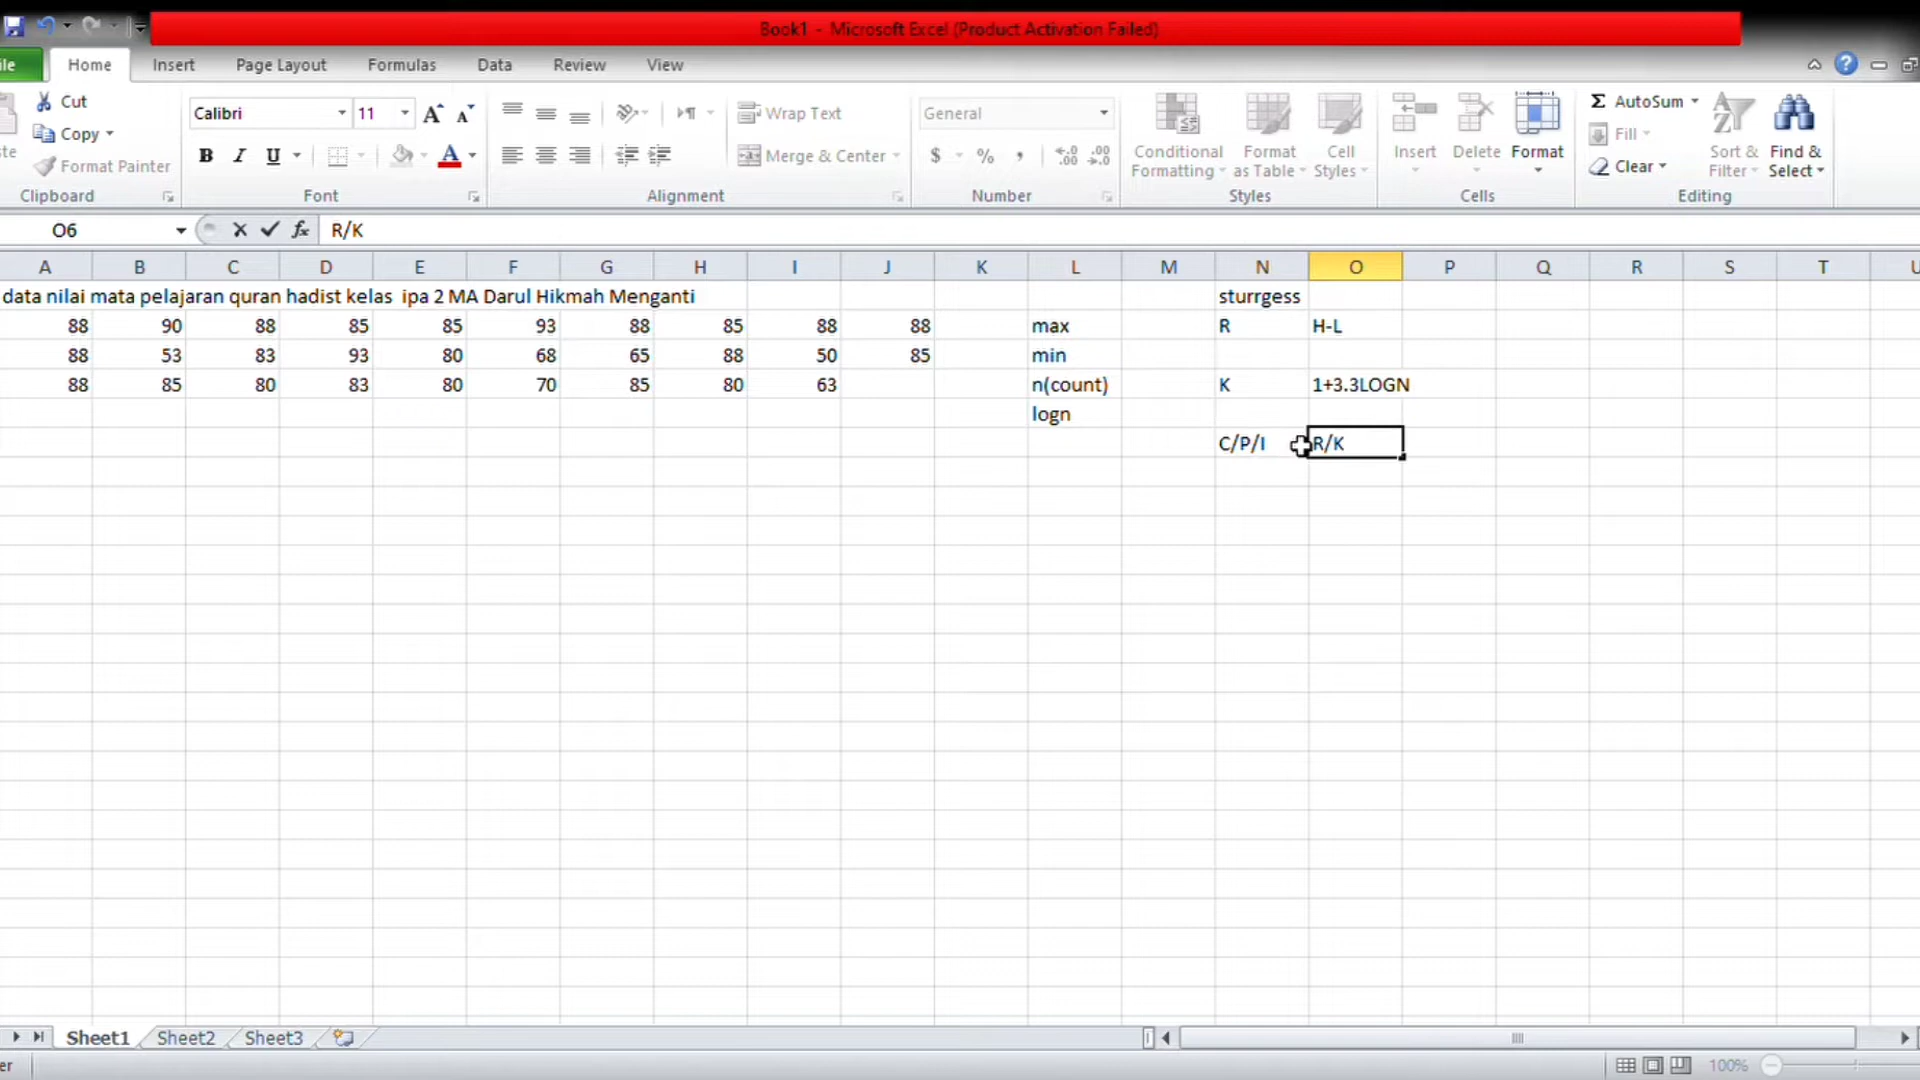 Book1 - Microsoft Excel (Product Activation Failed)
ile Home Insert Page Layout Formulas Data Review View
Cut
Copy
Format Painter
Clipboard
Calibri 11
B I U
Font
Wrap Text
Merge & Center
Alignment
General
$ % ,
Number
Conditional Formatting
Format as Table
Cell Styles
Styles
Insert Delete Format
Cells
Σ AutoSum
Fill
Clear
Sort & Filter
Find & Select
Editing
O6 fx R/K
A B C D E F G H I J K L M N O P Q R S T U
data nilai mata pelajaran quran hadist kelas ipa 2 MA Darul Hikmah Menganti sturrgess
88 90 88 85 85 93 88 85 88 88 max R H-L
88 53 83 93 80 68 65 88 50 85 min
88 85 80 83 80 70 85 80 63 n(count) K 1+3.3LOGN
logn
C/P/I R/K
Sheet1 Sheet2 Sheet3
er 100%